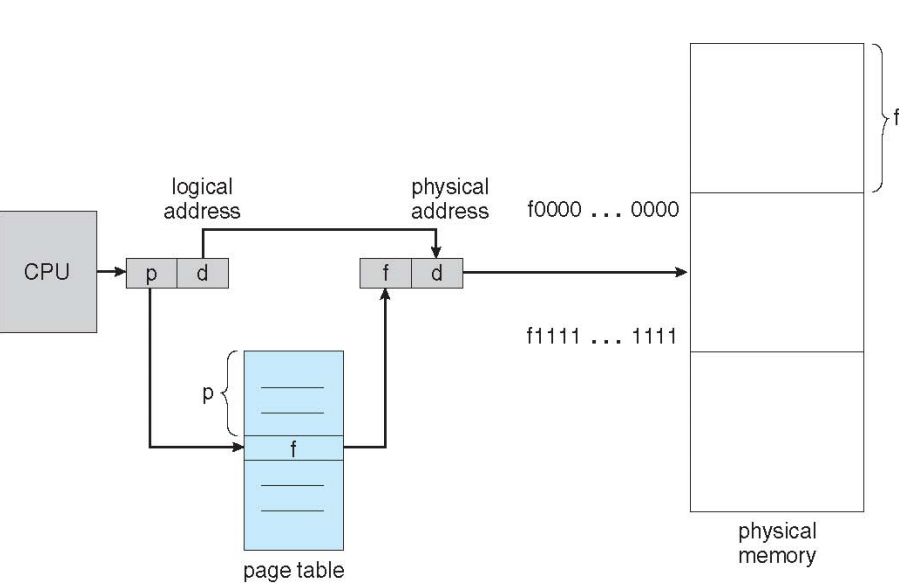 f
logical
address
physical
address
f0000 ... 0000
CPU
p
d
f
d
f1111 ... 1111
p
f
physical
memory
page table